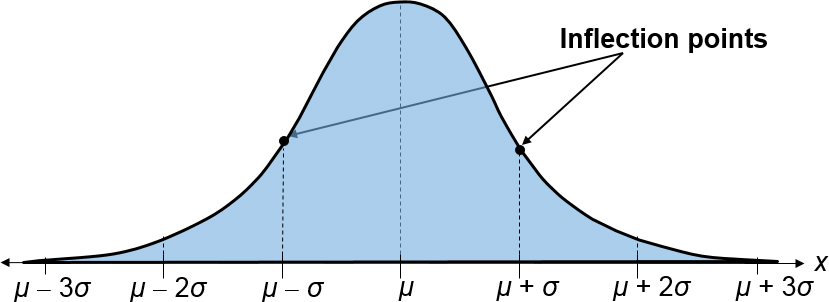 Inflection points
x
μ – 3σ μ – 2σ μ – σ μ μ + σ μ + 2σ μ + 3σ